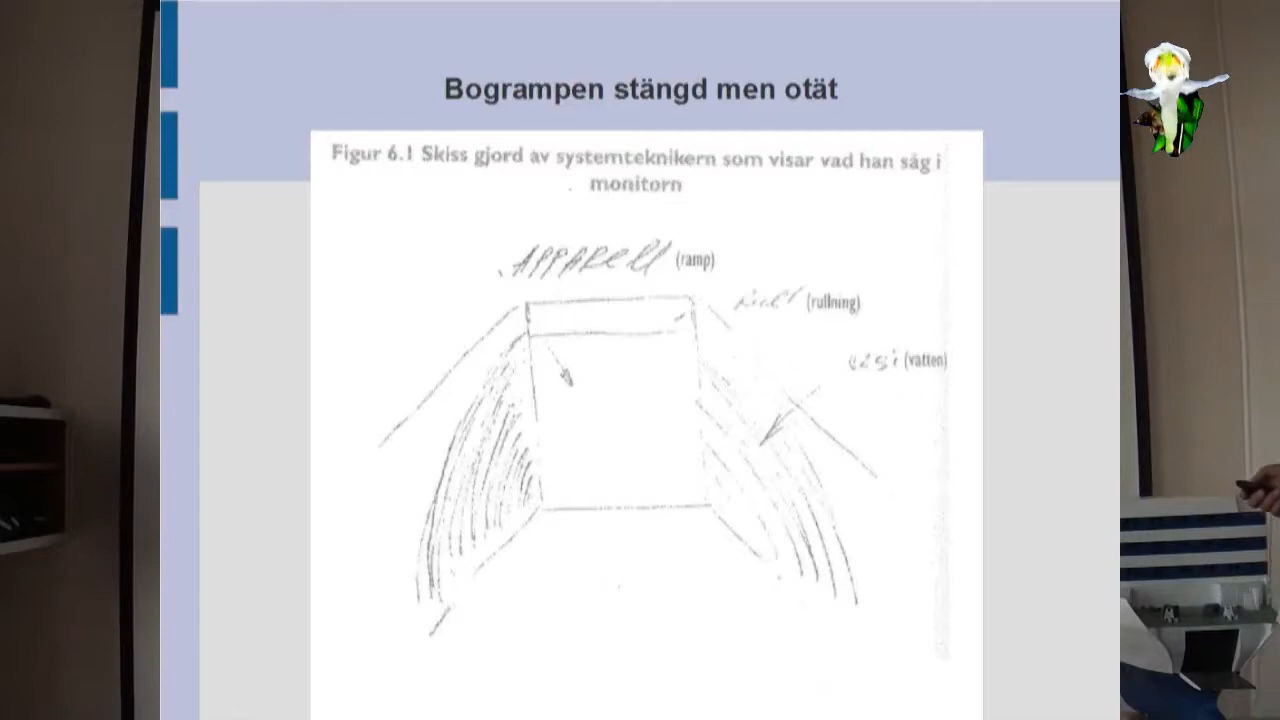 Bogrampen stängd men otät
Figur 6.1 Skiss gjord av systemteknikern som visar vad han såg i
monitorn
APPARELL (ramp)
(rullning)
vesi (vatten)